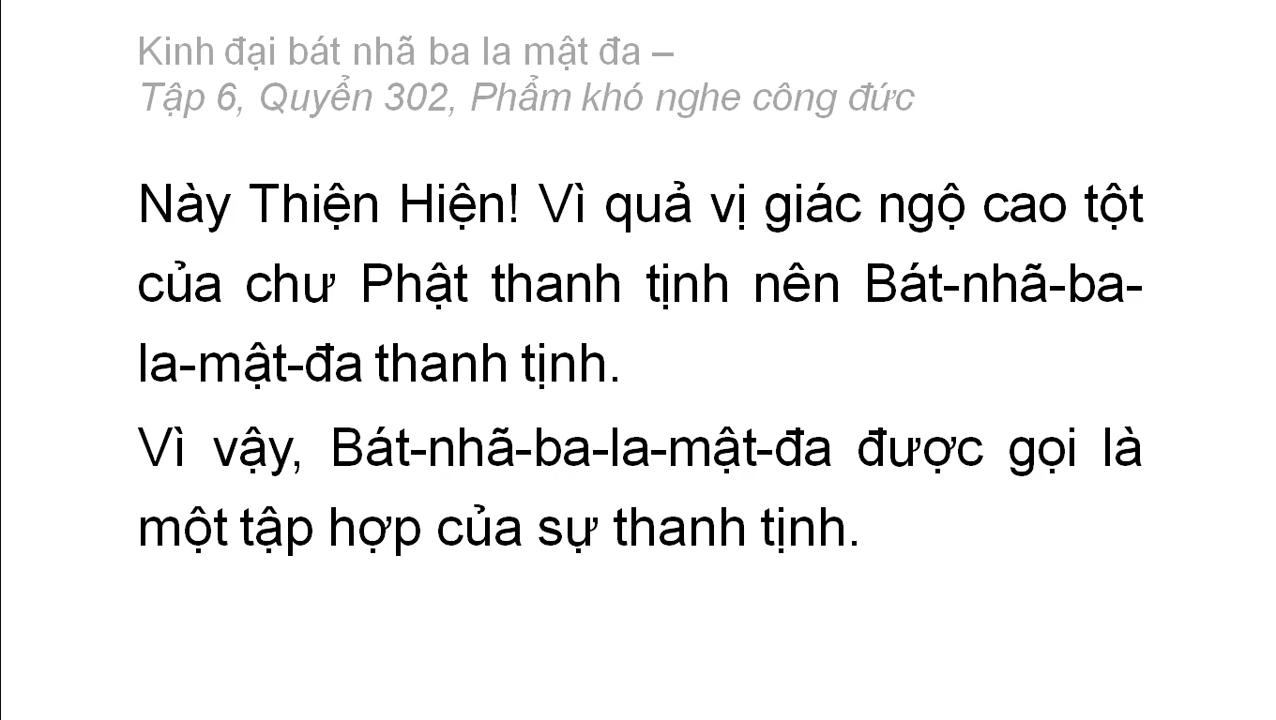 Kinh đại bát nhã ba la mật đa –
Tập 6, Quyển 302, Phẩm khó nghe công đức
Này Thiện Hiện! Vì quả vị giác ngộ cao tột
của chư Phật thanh tịnh nên Bát-nhã-ba-
la-mật-đa thanh tịnh.
Vì vậy, Bát-nhã-ba-la-mật-đa được gọi là
một tập hợp của sự thanh tịnh.